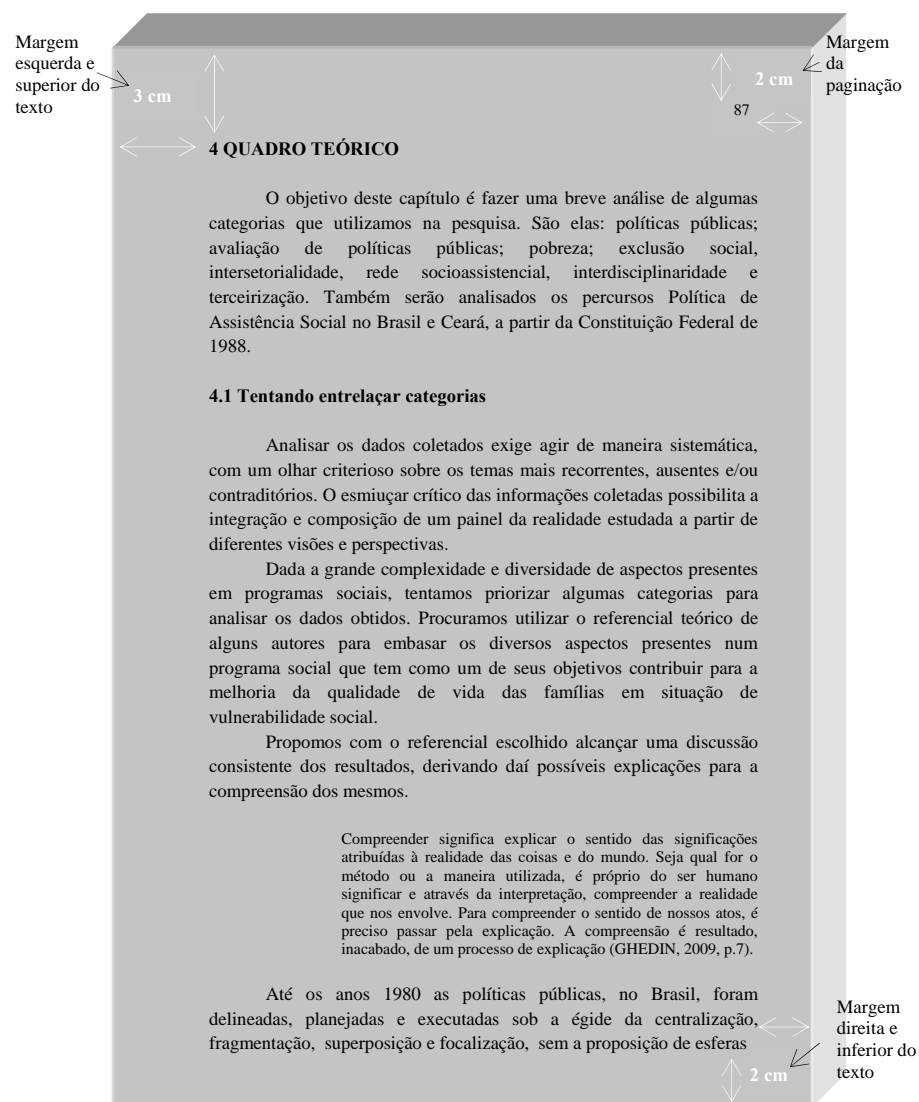 Margem
esquerda e
superior do
texto
3 cm
2 cm
Margem
da
paginação
87
4 QUADRO TEÓRICO
O objetivo deste capítulo é fazer uma breve análise de algumas
categorias que utilizamos na pesquisa. São elas: políticas públicas;
avaliação de políticas públicas; pobreza; exclusão social,
intersetorialidade, rede socioassistencial, interdisciplinaridade e
terceirização. Também serão analisados os percursos Política de
Assistência Social no Brasil e Ceará, a partir da Constituição Federal de
1988.
4.1 Tentando entrelaçar categorias
Analisar os dados coletados exige agir de maneira sistemática,
com um olhar criterioso sobre os temas mais recorrentes, ausentes e/ou
contraditórios. O esmiuçar crítico das informações coletadas possibilita a
integração e composição de um painel da realidade estudada a partir de
diferentes visões e perspectivas.
Dada a grande complexidade e diversidade de aspectos presentes
em programas sociais, tentamos priorizar algumas categorias para
analisar os dados obtidos. Procuramos utilizar o referencial teórico de
alguns autores para embasar os diversos aspectos presentes num
programa social que tem como um de seus objetivos contribuir para a
melhoria da qualidade de vida das famílias em situação de
vulnerabilidade social.
Propomos com o referencial escolhido alcançar uma discussão
consistente dos resultados, derivando daí possíveis explicações para a
compreensão dos mesmos.
Compreender significa explicar o sentido das significações
atribuídas à realidade das coisas e do mundo. Seja qual for o
método ou a maneira utilizada, é próprio do ser humano
significar e através da interpretação, compreender a realidade
que nos envolve. Para compreender o sentido de nossos atos, é
preciso passar pela explicação. A compreensão é resultado,
inacabado, de um processo de explicação (GHEDIN, 2009, p.7).
Até os anos 1980 as políticas públicas, no Brasil, foram
delineadas, planejadas e executadas sob a égide da centralização,
fragmentação, superposição e focalização, sem a proposição de esferas
Margem
direita e
inferior do
texto
2 cm